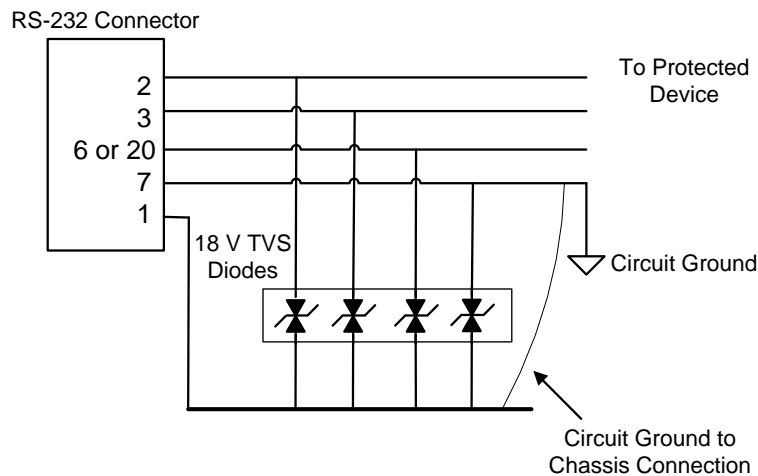 RS-232 Connector
2
3
6 or 20
7
1
To Protected
Device
18 V TVS
Diodes
Circuit Ground
Circuit Ground to
Chassis Connection